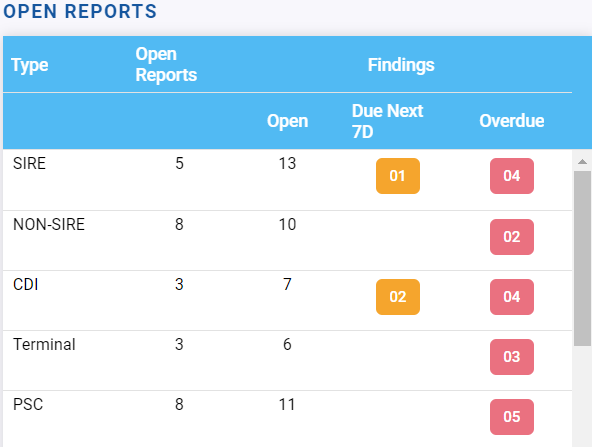 OPEN REPORTS
Type Open Reports Findings
Open Due Next 7D Overdue
SIRE 5 13 01 04
NON-SIRE 8 10 02
CDI 3 7 02 04
Terminal 3 6 03
PSC 8 11 05